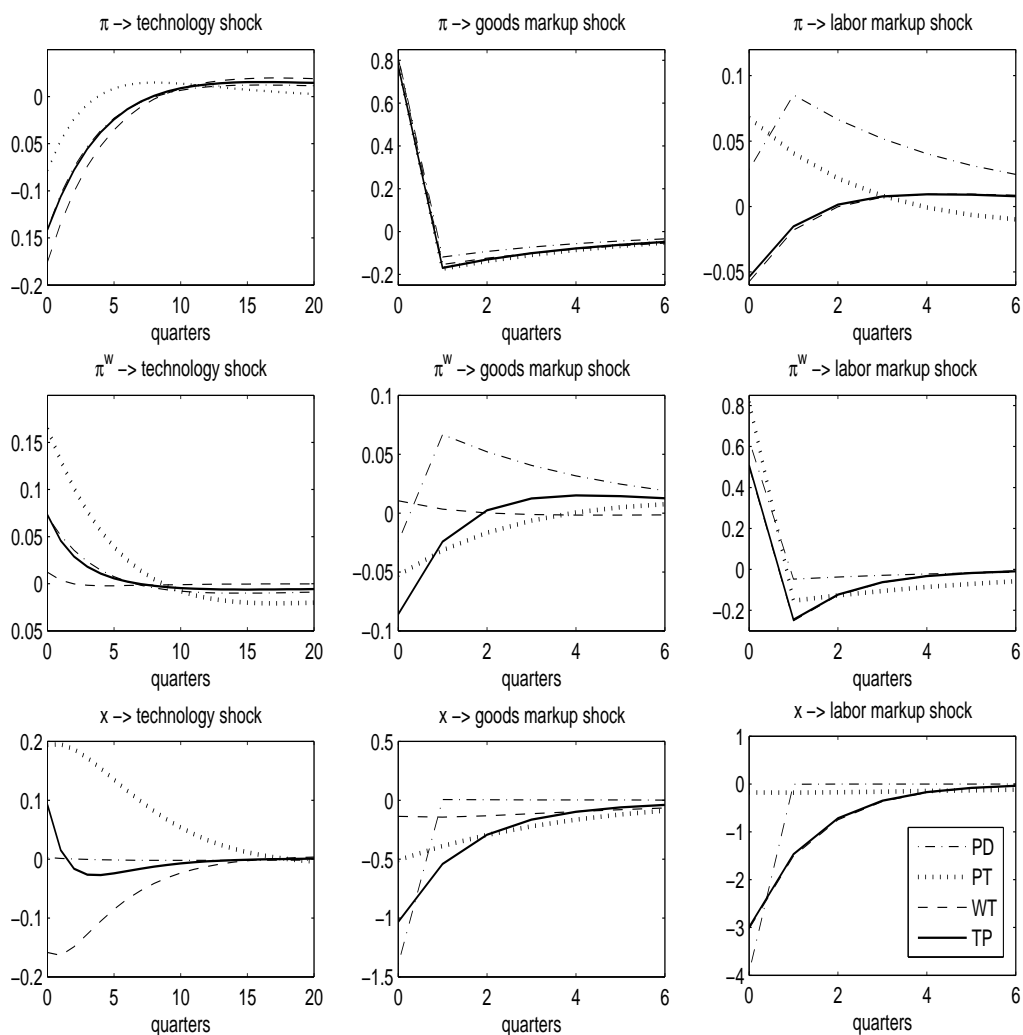 π −> technology shock
π −> goods markup shock
π −> labor markup shock
0
0.05
−0.1
0.15
−0.2
0 5 10 15 20
quarters
0.8
0.6
0.4
0.2
0
−0.2
0 2 4 6
quarters
0.1
0.05
0
−0.05
0 2 4 6
quarters
πw −> technology shock
πw −> goods markup shock
πw −> labor markup shock
0.15
0.1
0.05
0
0.05
0 5 10 15 20
quarters
0.1
0.05
0
−0.05
−0.1
0 2 4 6
quarters
0.8
0.6
0.4
0.2
0
−0.2
0 2 4 6
quarters
x −> technology shock
x −> goods markup shock
x −> labor markup shock
0.2
0.1
0
−0.1
−0.2
0 5 10 15 20
quarters
0.5
0
−0.5
−1
−1.5
0 2 4 6
quarters
1
0
−1
−2
−3
−4
0 2 4 6
quarters
PD
PT
WT
TP